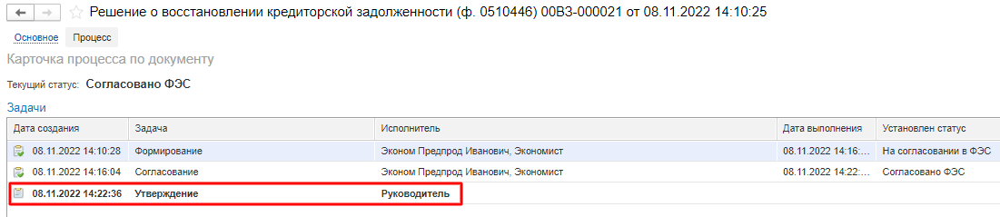 Решение о восстановлении кредиторской задолженности (ф. 0510446) 00ВЗ-000021 от 08.11.2022 14:10:25
Основное Процесс
Карточка процесса по документу
Текущий статус: Согласовано ФЭС
Задачи
Дата создания Задача Исполнитель Дата выполнения Установлен статус
08.11.2022 14:10:28 Формирование Эконом Предпрод Иванович, Экономист 08.11.2022 14:16:... На согласовании в ФЭС
08.11.2022 14:16:04 Согласование Эконом Предпрод Иванович, Экономист 08.11.2022 14:22:... Согласовано ФЭС
08.11.2022 14:22:36 Утверждение Руководитель